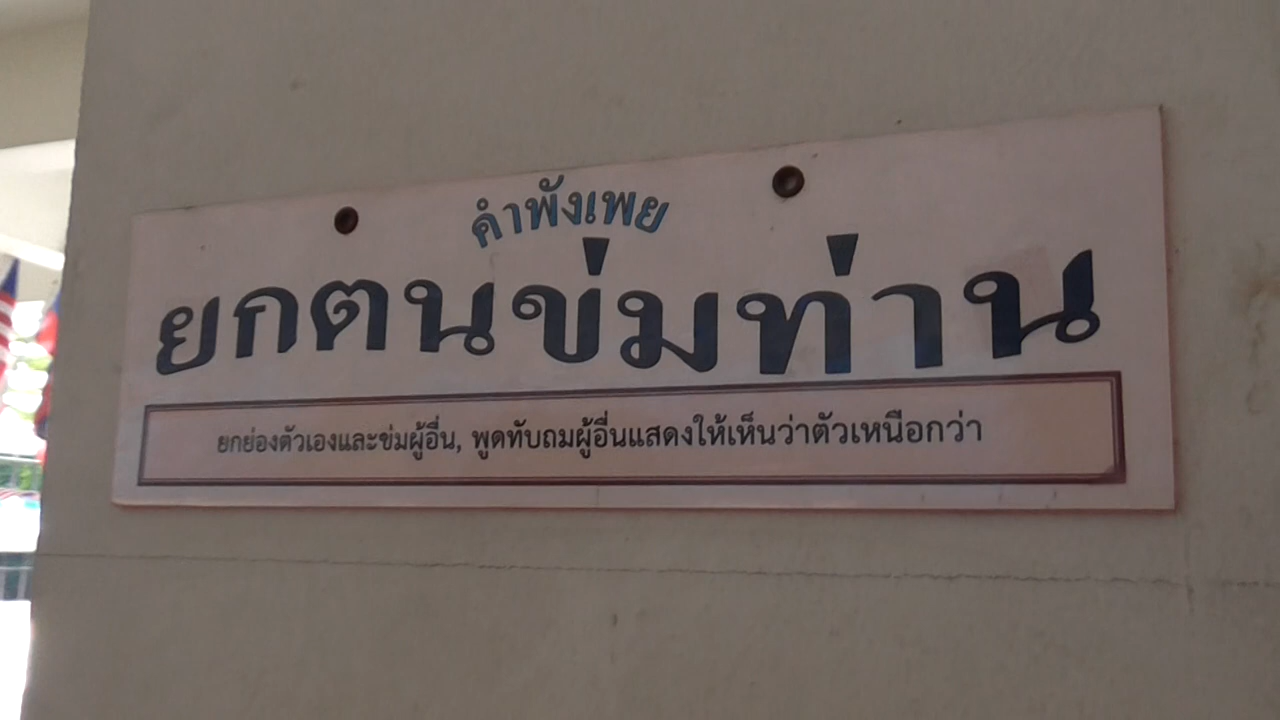 คำพังเพย
ยกตนข่มท่าน
ยกย่องตัวเองและข่มผู้อื่น, พูดทับถมผู้อื่นแสดงให้เห็นว่าตัวเหนือกว่า